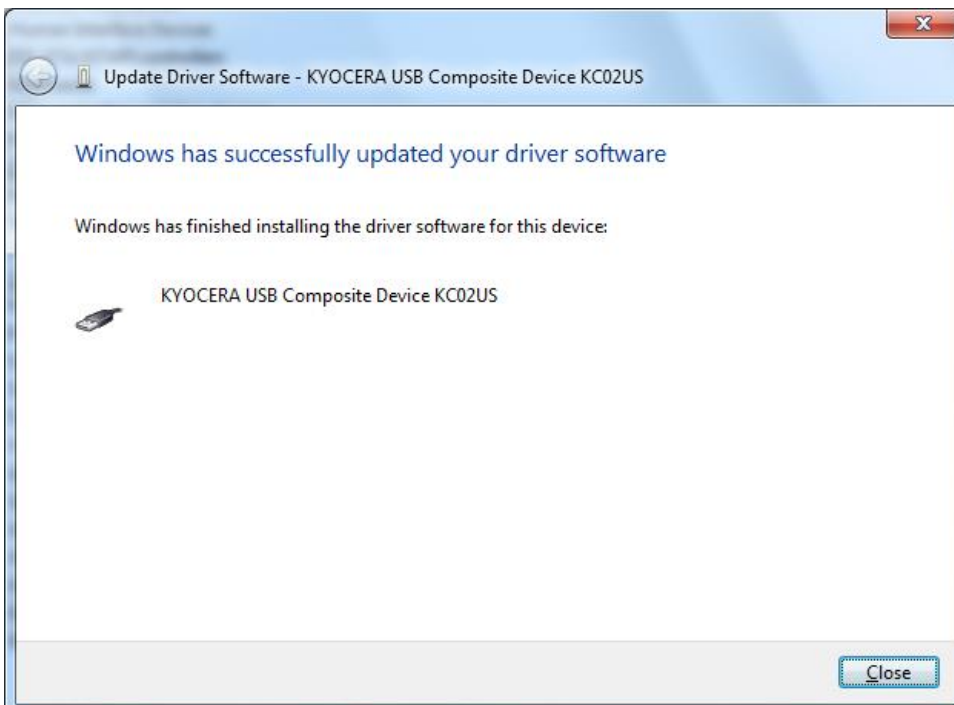 Update Driver Software - KYOCERA USB Composite Device KC02US
Windows has successfully updated your driver software
Windows has finished installing the driver software for this device:
KYOCERA USB Composite Device KC02US
Close